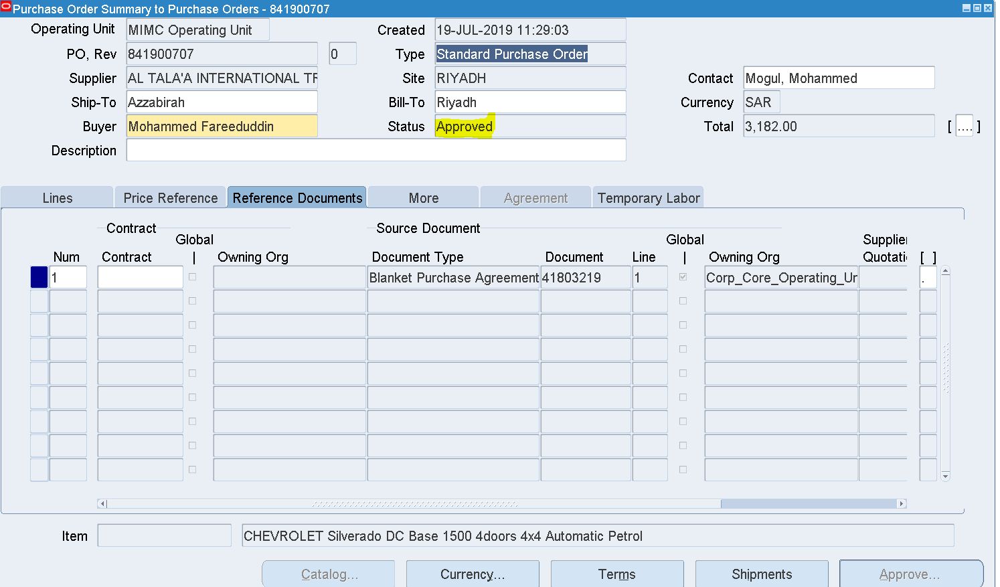 Purchase Order Summary to Purchase Orders - 841900707
Operating Unit MIMC Operating Unit Created 19-JUL-2019 11:29:03
PO, Rev 841900707 0 Type Standard Purchase Order
Supplier AL TALA'A INTERNATIONAL TR Site RIYADH Contact Mogul, Mohammed
Ship-To Azzabirah Bill-To Riyadh Currency SAR
Buyer Mohammed Fareeduddin Status Approved Total 3,182.00 [ .... ]
Description
Lines Price Reference Reference Documents More Agreement Temporary Labor
Contract Source Document
Global Global Supplier
Num Contract | Owning Org Document Type Document Line | Owning Org Quotati [ ]
1 Blanket Purchase Agreement 41803219 1 Corp_Core_Operating_Ur .
Item CHEVROLET Silverado DC Base 1500 4doors 4x4 Automatic Petrol
Catalog... Currency... Terms Shipments Approve...